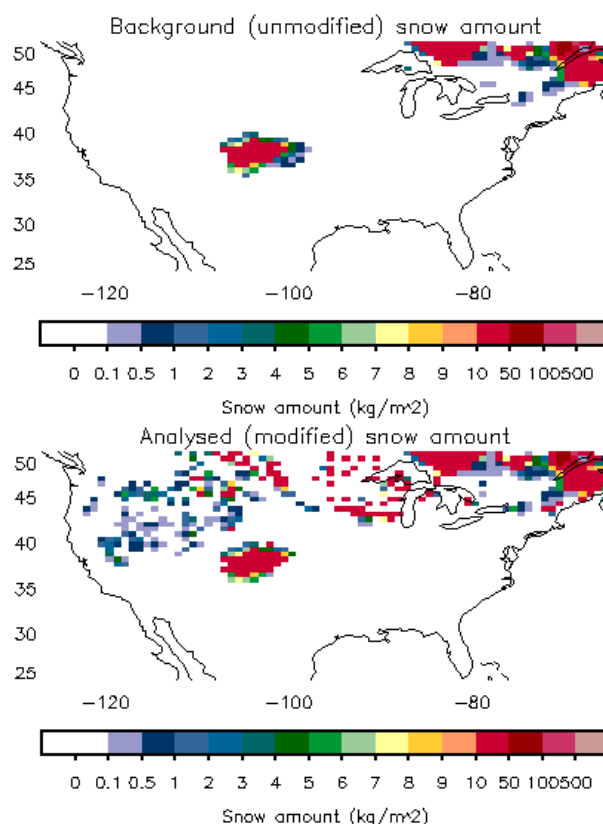 Background (unmodified) snow amount
50
45
40
35
30
25
−120 −100 −80
0 0.1 0.5 1 2 3 4 5 6 7 8 9 10 50 100500
Snow amount (kg/m^2)
Analysed (modified) snow amount
50
45
40
35
30
25
−120 −100 −80
0 0.1 0.5 1 2 3 4 5 6 7 8 9 10 50 100500
Snow amount (kg/m^2)